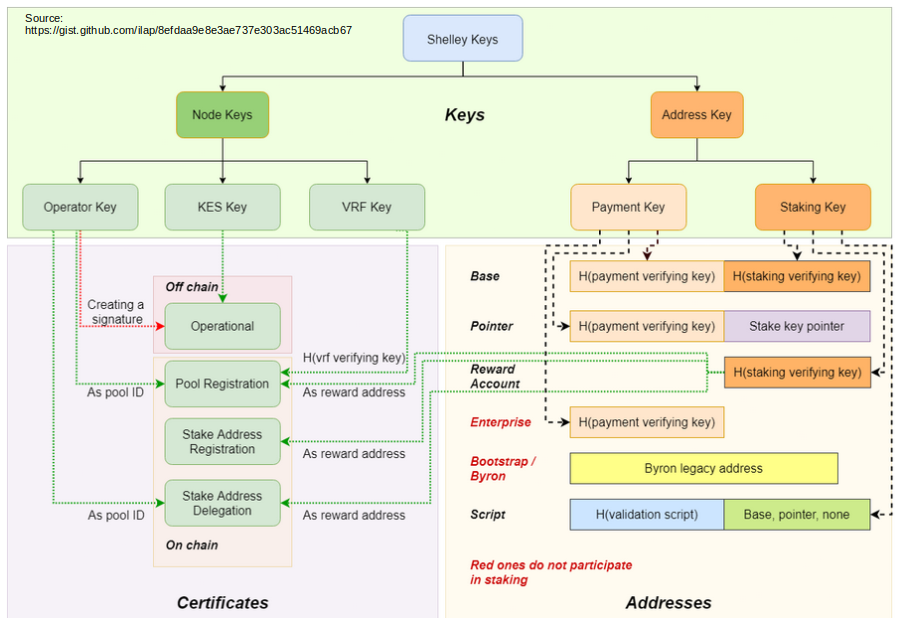 Source:
https://gist.github.com/ilap/8efdaa9e8e3ae737e303ac51469acb67
Shelley Keys
Node Keys
Keys
Address Key
Operator Key
KES Key
VRF Key
Payment Key
Staking Key
Off chain
Creating a
signature
Operational
H(vrf verifying key)
Pool Registration
As pool ID
As reward address
Stake Address
Registration
As reward address
Stake Address
Delegation
As pool ID
As reward address
On chain
Certificates
Base
H(payment verifying key)
H(staking verifying key)
Pointer
H(payment verifying key)
Stake key pointer
Reward
Account
H(staking verifying key)
Enterprise
H(payment verifying key)
Bootstrap /
Byron
Byron legacy address
Script
H(validation script)
Base, pointer, none
Red ones do not participate
in staking
Addresses